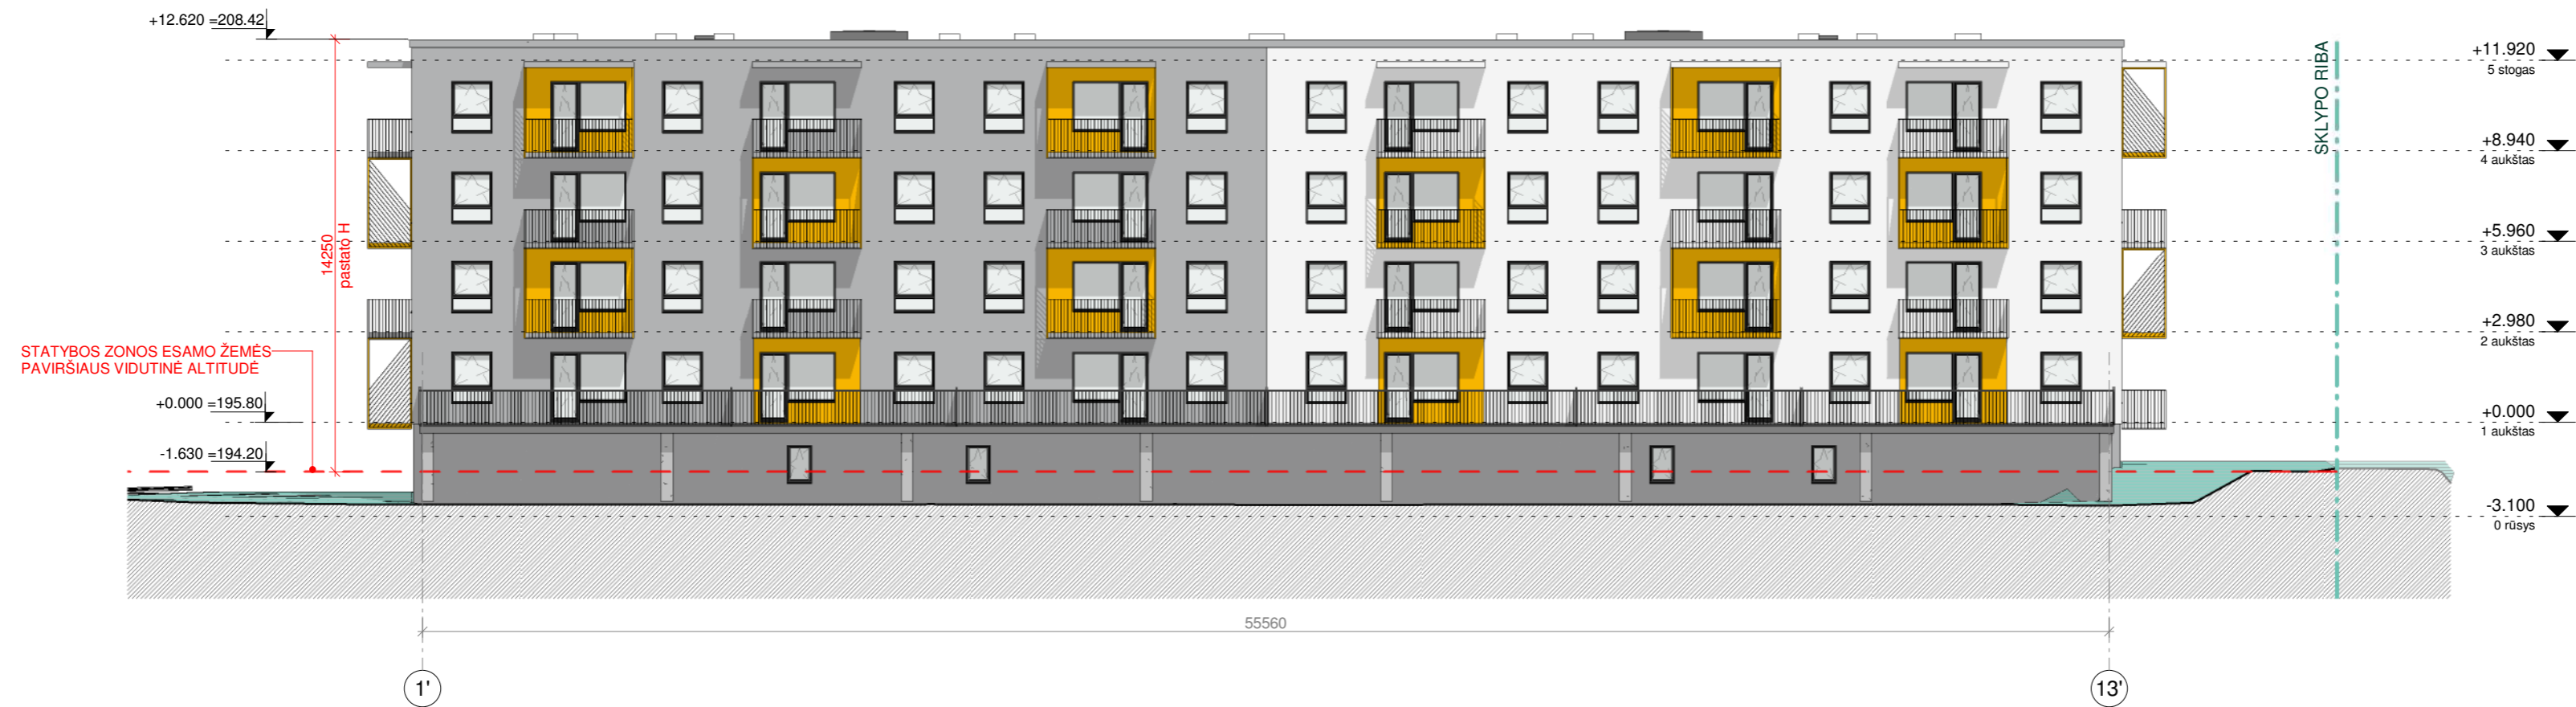 +12.620 =208.42
14250
pastato H
STATYBOS ZONOS ESAMO ŽEMĖS
PAVIRŠIAUS VIDUTINĖ ALTITUDĖ
+0.000 =195.80
-1.630 =194.20
SKLYPO RIBA
+11.920
5 stogas
+8.940
4 aukštas
+5.960
3 aukštas
+2.980
2 aukštas
+0.000
1 aukštas
-3.100
0 rūsys
55560
1'
13'